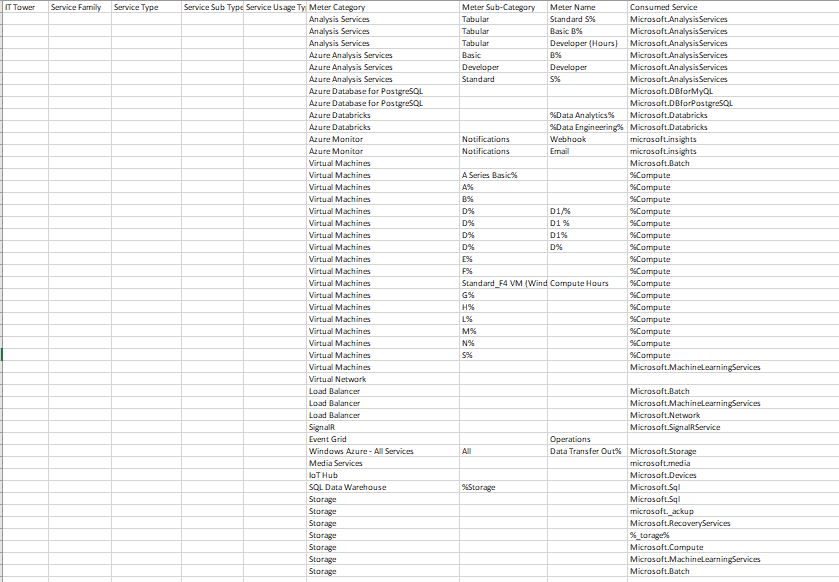 IT Tower Service Family Service Type Service Sub Type Service Usage Ty Meter Category Meter Sub-Category Meter Name Consumed Service
Analysis Services Tabular Standard S% Microsoft.AnalysisServices
Analysis Services Tabular Basic B% Microsoft.AnalysisServices
Analysis Services Tabular Developer (Hours) Microsoft.AnalysisServices
Azure Analysis Services Basic B% Microsoft.AnalysisServices
Azure Analysis Services Developer Developer Microsoft.AnalysisServices
Azure Analysis Services Standard S% Microsoft.AnalysisServices
Azure Database for PostgreSQL Microsoft.DBforMyQL
Azure Database for PostgreSQL Microsoft.DBforPostgreSQL
Azure Databricks %Data Analytics% Microsoft.Databricks
Azure Databricks %Data Engineering% Microsoft.Databricks
Azure Monitor Notifications Webhook microsoft.insights
Azure Monitor Notifications Email microsoft.insights
Virtual Machines Microsoft.Batch
Virtual Machines A Series Basic% %Compute
Virtual Machines A% %Compute
Virtual Machines B% %Compute
Virtual Machines D% D1/% %Compute
Virtual Machines D% D1 % %Compute
Virtual Machines D% D1% %Compute
Virtual Machines D% D% %Compute
Virtual Machines E% %Compute
Virtual Machines F% %Compute
Virtual Machines Standard_F4 VM (Wind Compute Hours %Compute
Virtual Machines G% %Compute
Virtual Machines H% %Compute
Virtual Machines L% %Compute
Virtual Machines M% %Compute
Virtual Machines N% %Compute
Virtual Machines S% %Compute
Virtual Machines Microsoft.MachineLearningServices
Virtual Network
Load Balancer Microsoft.Batch
Load Balancer Microsoft.MachineLearningServices
Load Balancer Microsoft.Network
SignalR Microsoft.SignalRService
Event Grid Operations
Windows Azure - All Services All Data Transfer Out% Microsoft.Storage
Media Services microsoft.media
IoT Hub Microsoft.Devices
SQL Data Warehouse %Storage Microsoft.Sql
Storage Microsoft.Sql
Storage microsoft._ackup
Storage Microsoft.RecoveryServices
Storage %_torage%
Storage Microsoft.Compute
Storage Microsoft.MachineLearningServices
Storage Microsoft.Batch